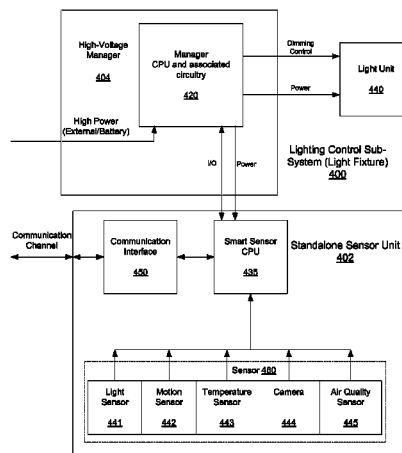 High-Voltage
Manager
404
Manager
CPU and associated
circuitry
420
Dimming
Control
Power
Light Unit
440
High Power
(External/Battery)
I/O
Power
Lighting Control Sub-
System (Light Fixture)
400
Communication
Channel
Communication
Interface
450
Smart Sensor
CPU
435
Standalone Sensor Unit
402
Sensor 480
Light
Sensor
441
Motion
Sensor
442
Temperature
Sensor
443
Camera
444
Air Quality
Sensor
445